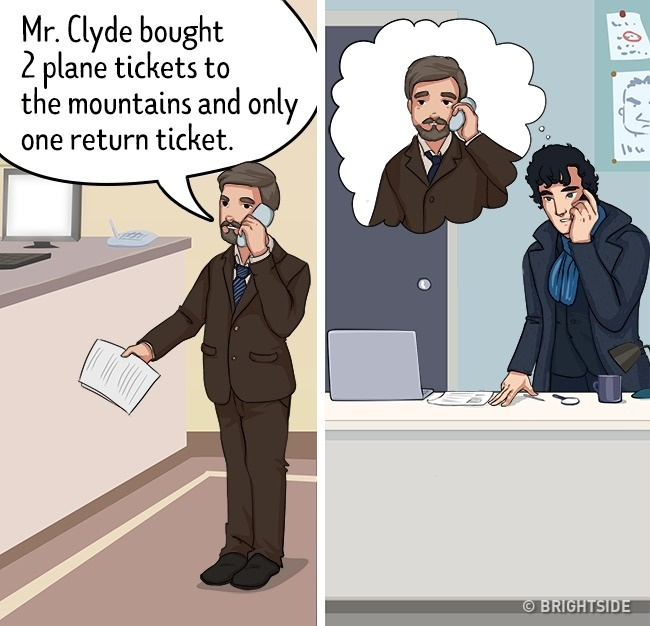 Mr. Clyde bought
2 plane tickets to
the mountains and only
one return ticket.
© BRIGHTSIDE